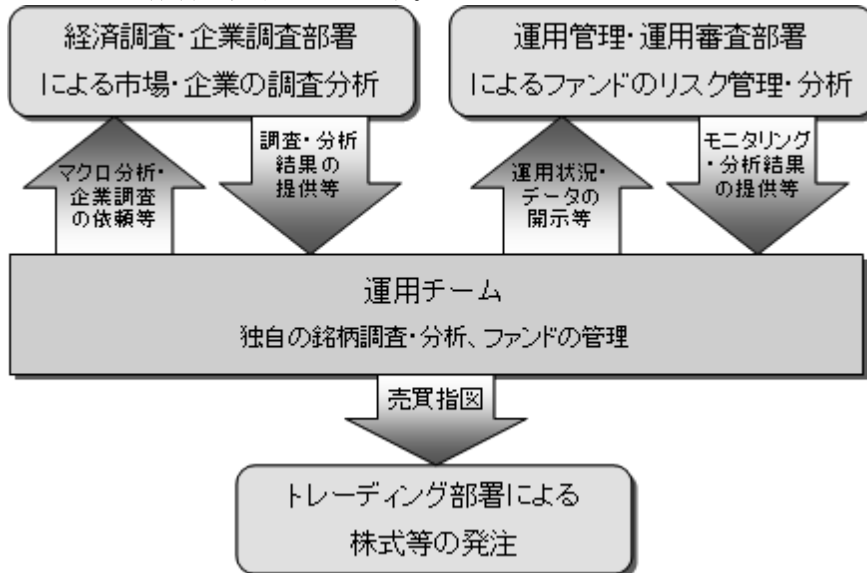 経済調査・企業調査部署
による市場・企業の調査分析
運用管理・運用審査部署
によるファンドのリスク管理・分析
マクロ分析・
企業調査
の依頼等
調査・分析
結果の
提供等
運用状況・
データの
開示等
モニタリング
・分析結果
の提供等
運用チーム
独自の銘柄調査・分析、ファンドの管理
売買指図
トレーディング部署による
株式等の発注